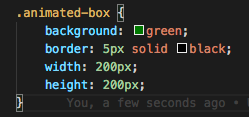 .animated-box {
background: green;
border: 5px solid black;
width: 200px;
height: 200px;
} You, a few seconds ago •